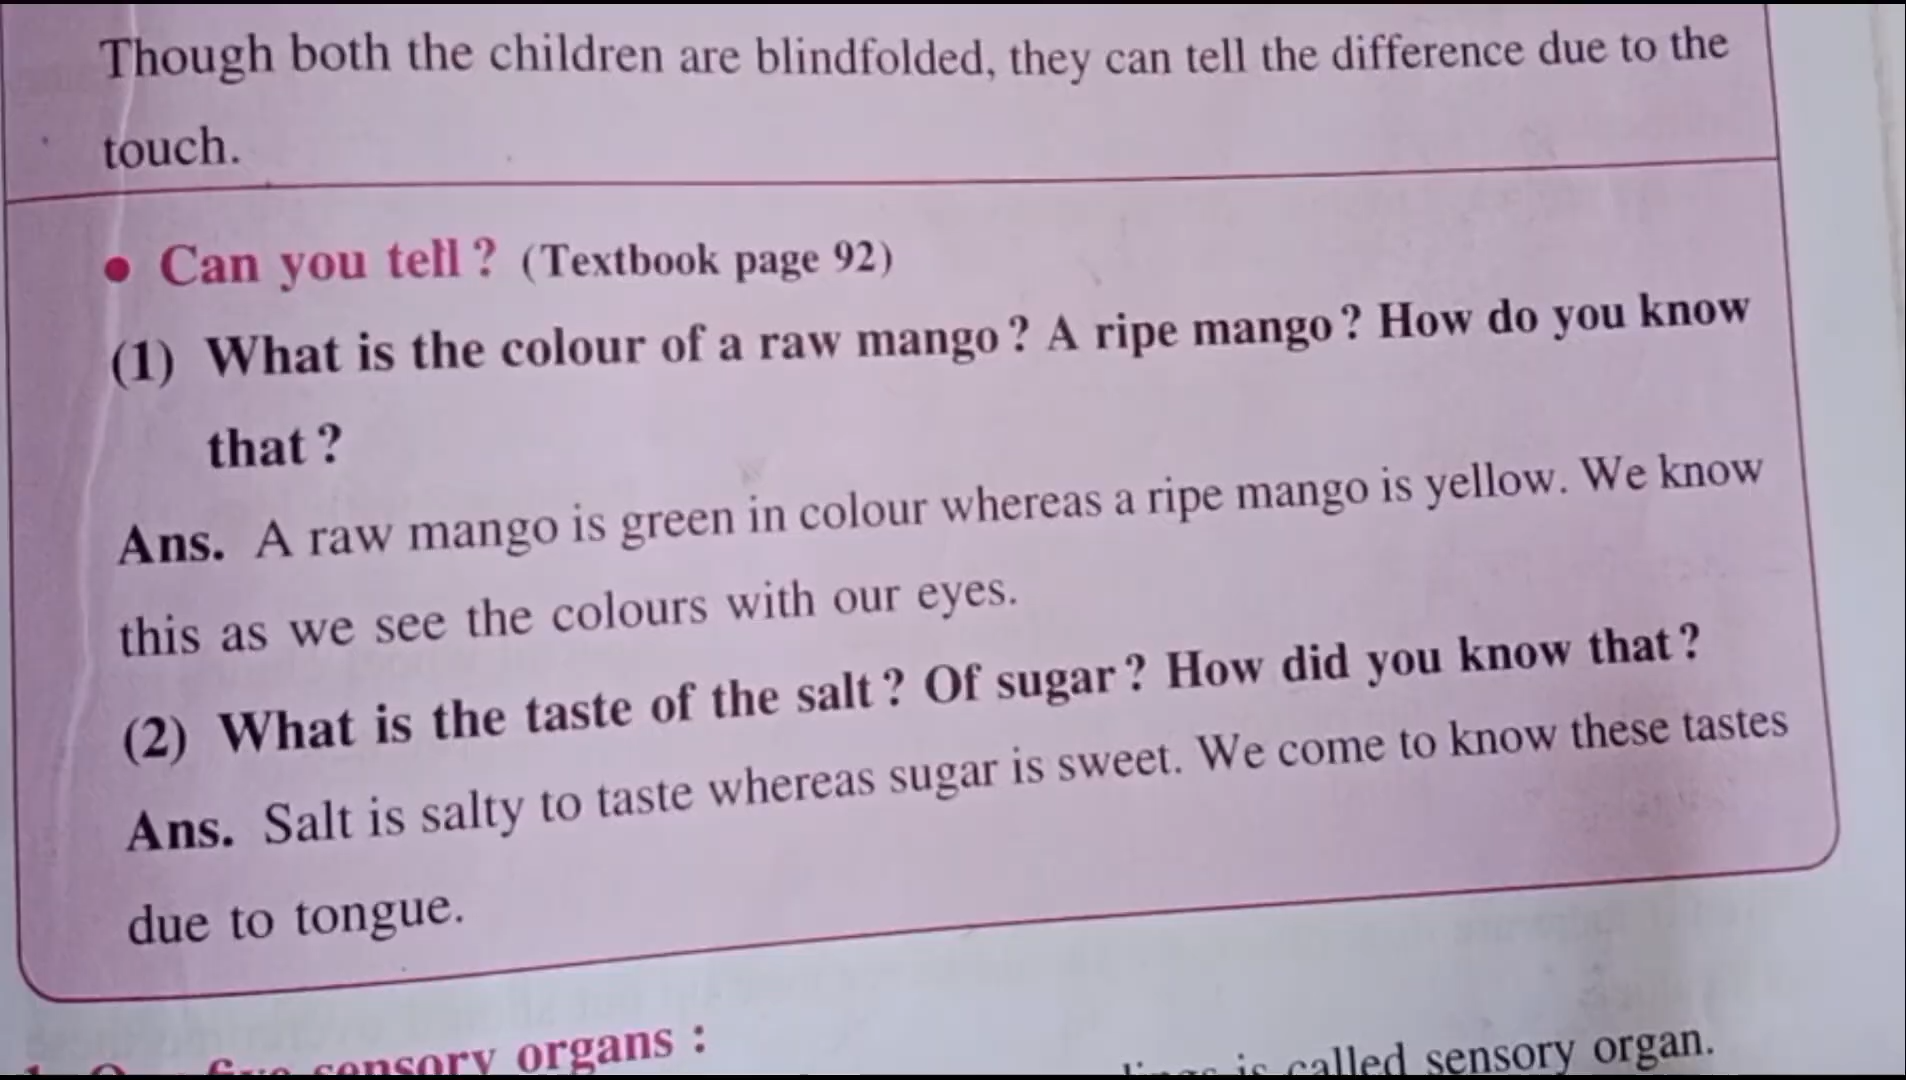 Though both the children are blindfolded, they can tell the difference due to the
touch.
• Can you tell ? (Textbook page 92)
(1) What is the colour of a raw mango ? A ripe mango ? How do you know
that ?
Ans. A raw mango is green in colour whereas a ripe mango is yellow. We know
this as we see the colours with our eyes.
(2) What is the taste of the salt ? Of sugar ? How did you know that ?
Ans. Salt is salty to taste whereas sugar is sweet. We come to know these tastes
due to tongue.
five sensory organs :
is called sensory organ.